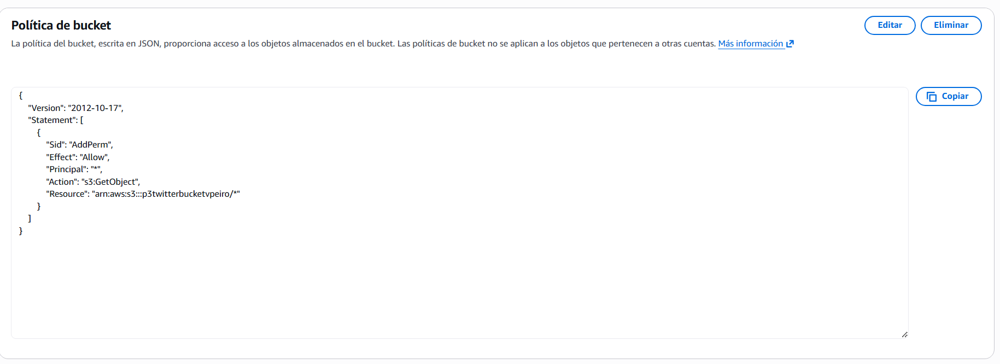 Política de bucket
Editar
Eliminar
La política del bucket, escrita en JSON, proporciona acceso a los objetos almacenados en el bucket. Las políticas de bucket no se aplican a los objetos que pertenecen a otras cuentas. Más información
Copiar
{
"Version": "2012-10-17",
"Statement": [
{
"Sid": "AddPerm",
"Effect": "Allow",
"Principal": "*",
"Action": "s3:GetObject",
"Resource": "arn:aws:s3:::p3twitterbucketvpeiro/*"
}
]
}